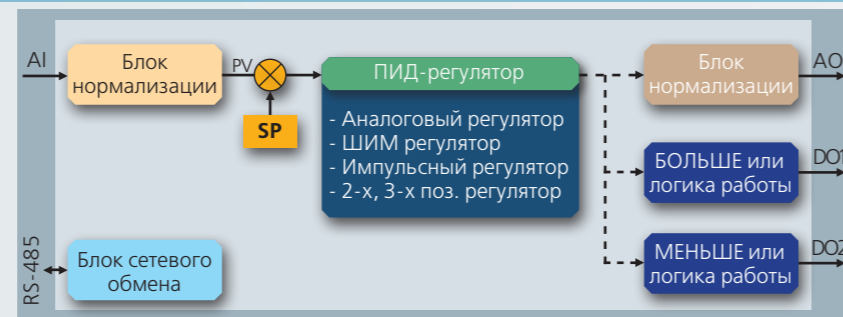 AI
Блок
нормализации
PV
SP
ПИД-регулятор
- Аналоговый регулятор
- ШИМ регулятор
- Импульсный регулятор
- 2-х, 3-х поз. регулятор
Блок
нормализации
AO
БОЛЬШЕ или
логика работы
DO1
МЕНЬШЕ или
логика работы
DO2
RS-485
Блок сетевого
обмена